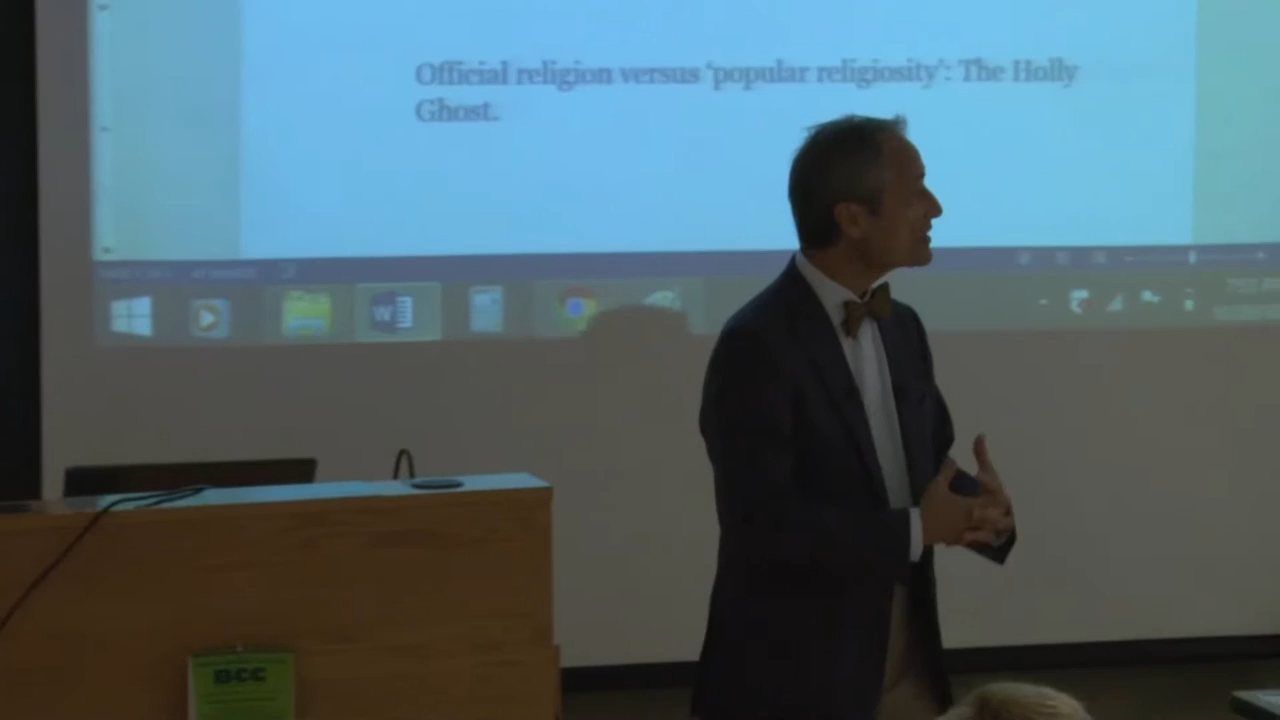 Official religion versus 'popular religiosity': The Holly
Ghost.
W
BCC